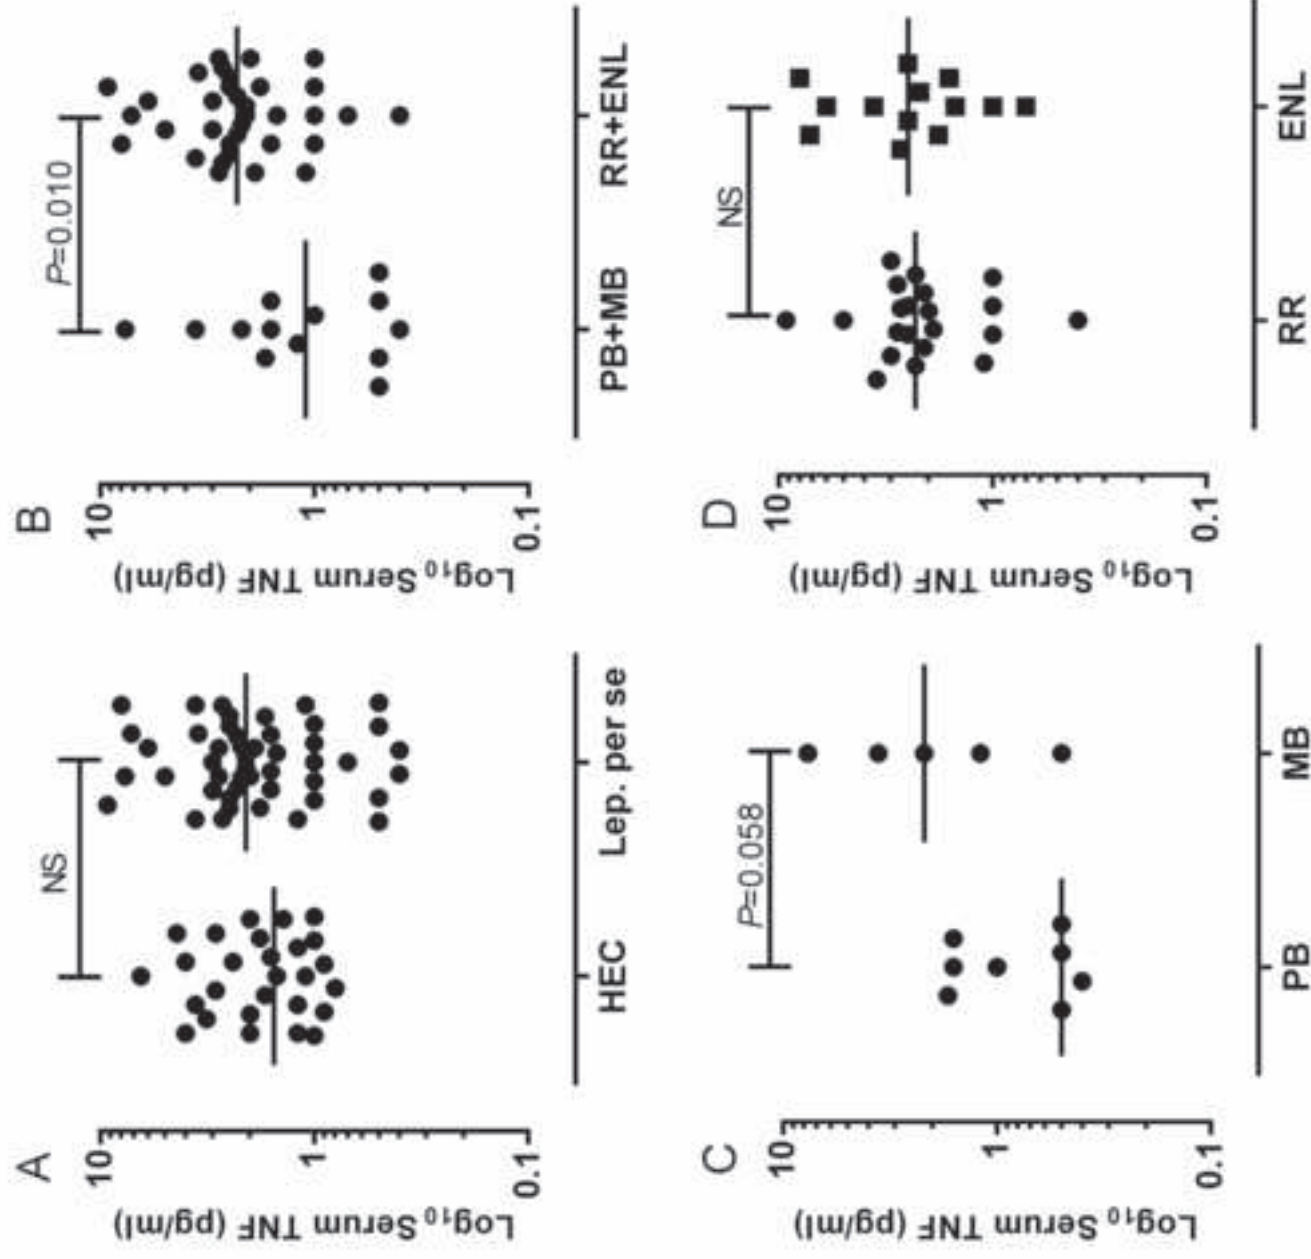 A
Log₁₀ Serum TNF (pg/ml)
10
1
0.1
NS
HEC
Lep. per se
B
Log₁₀ Serum TNF (pg/ml)
10
1
0.1
P=0.010
PB+MB
RR+ENL
C
Log₁₀ Serum TNF (pg/ml)
10
1
0.1
P=0.058
PB
MB
D
Log₁₀ Serum TNF (pg/ml)
10
1
0.1
NS
RR
ENL